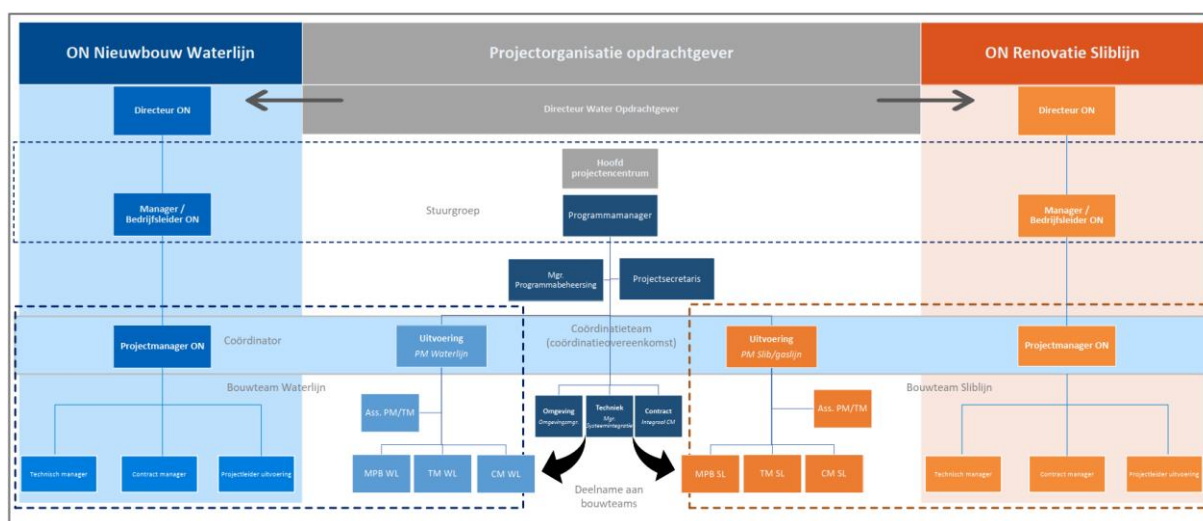 ON Nieuwbouw Waterlijn
Projectorganisatie opdrachtgever
ON Renovatie Sliblijn
Directeur ON
Directeur Water Opdrachtgever
Directeur ON
Hoofd
projectencentrum
Manager /
Bedrijfsleider ON
Stuurgroep
Programmamanager
Manager /
Bedrijfsleider ON
Mgr.
Programmabeheersing
Projectsecretaris
Projectmanager ON
Coördinator
Uitvoering
PM Waterlijn
Coördinatieteam
(coördinatieovereenkomst)
Uitvoering
PM Slib/gaslijn
Projectmanager ON
Bouwteam Waterlijn
Bouwteam Sliblijn
Ass. PM/TM
Omgeving
Omgevingsmgr.
Techniek
Mgr.
Systeemintegratie
Contract
Integraal CM
Ass. PM/TM
Technisch manager
Contract manager
Projectleider uitvoering
MPB WL
TM WL
CM WL
MPB SL
TM SL
CM SL
Technisch manager
Contract manager
Projectleider uitvoering
Deelname aan
bouwteams